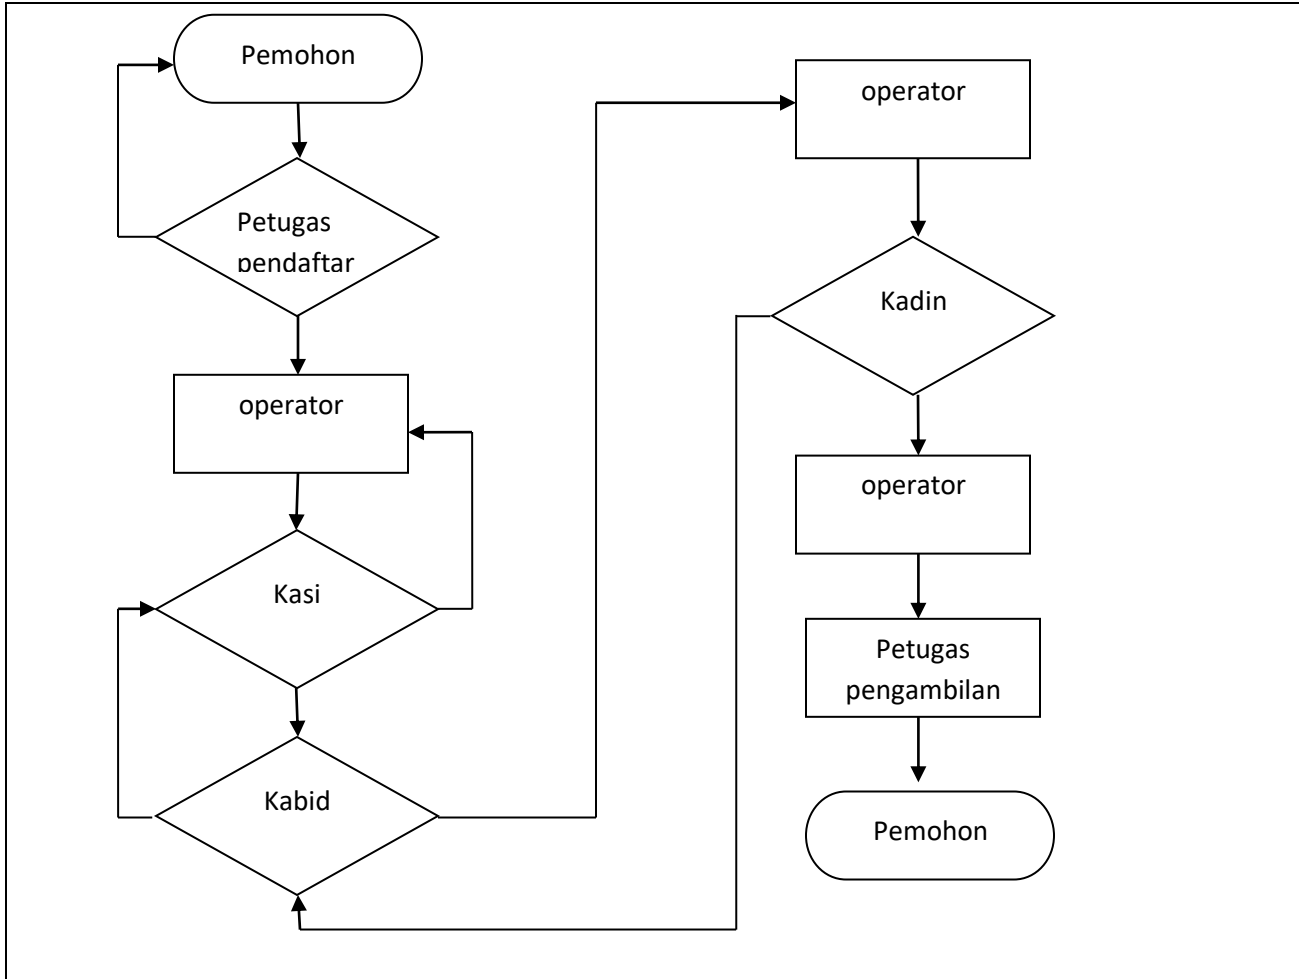 Pemohon
Petugas
pendaftar
operator
Kasi
Kabid
operator
Kadin
operator
Petugas
pengambilan
Pemohon